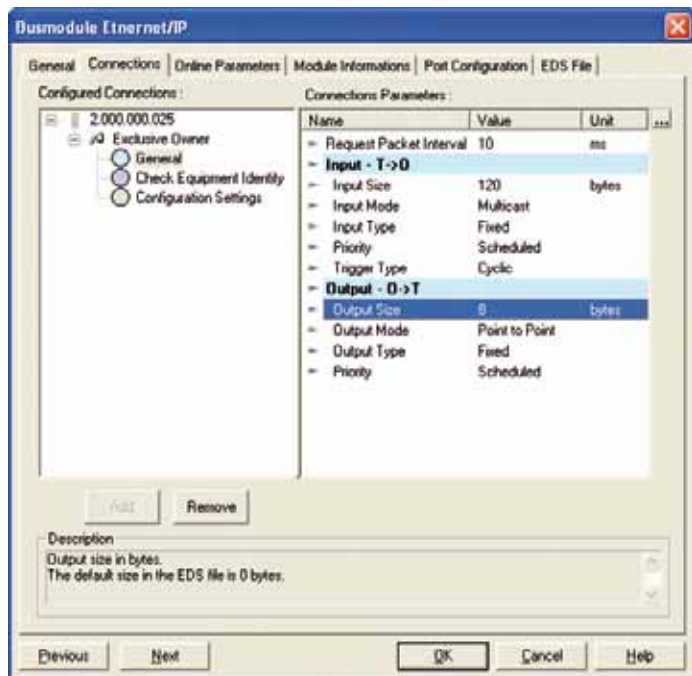 Busmodule Etnernet/IP
General Connections Online Parameters Module Informations Port Configuration EDS File
Configured Connections :
2.000.000.025
Exclusive Owner
General
Check Equipment Identity
Configuration Settings
Add
Remove
Connections Parameters :
Name Value Unit ...
Request Packet Interval 10 ms
Input - T->O
Input Size 120 bytes
Input Mode Multicast
Input Type Fixed
Priority Scheduled
Trigger Type Cyclic
Output - O->T
Output Size bytes
Output Mode Point to Point
Output Type Fixed
Priority Scheduled
Description
Output size in bytes.
The default size in the EDS file is 0 bytes.
Previous Next OK Cancel Help